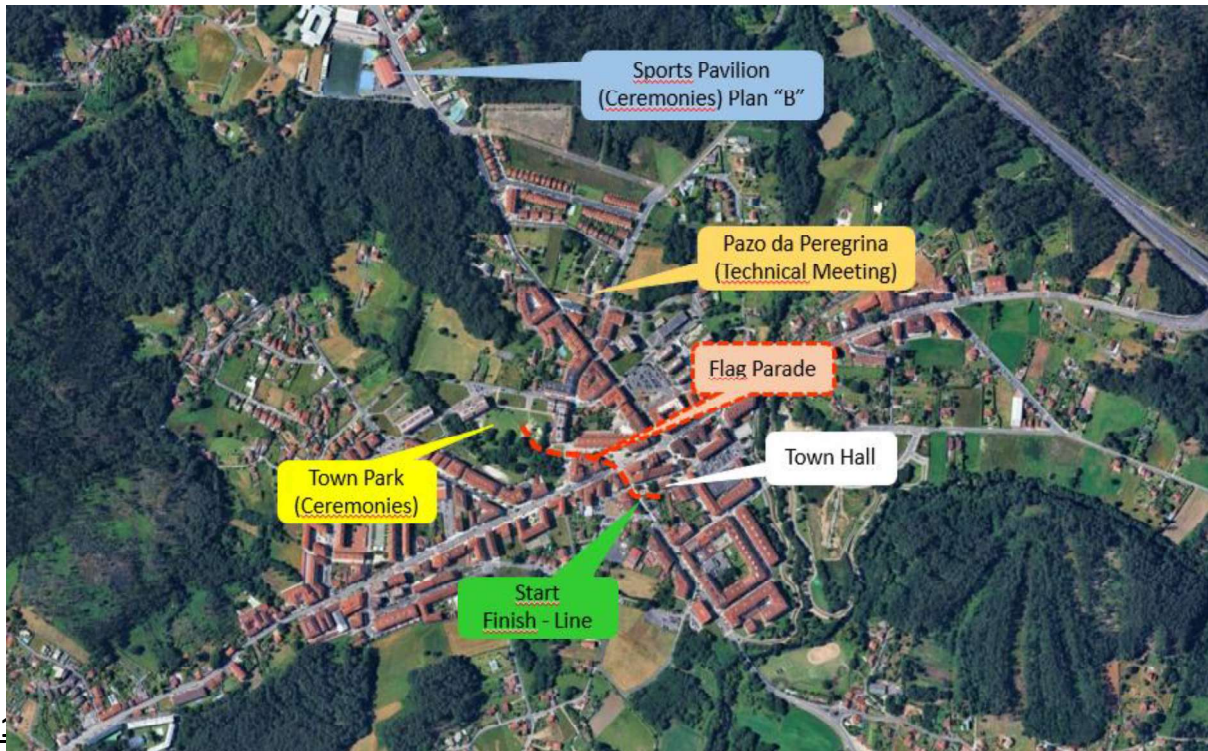 Sports Pavilion
(Ceremonies) Plan “B”
Pazo da Peregrina
(Technical Meeting)
Flag Parade
Town Hall
Town Park
(Ceremonies)
Start
Finish - Line